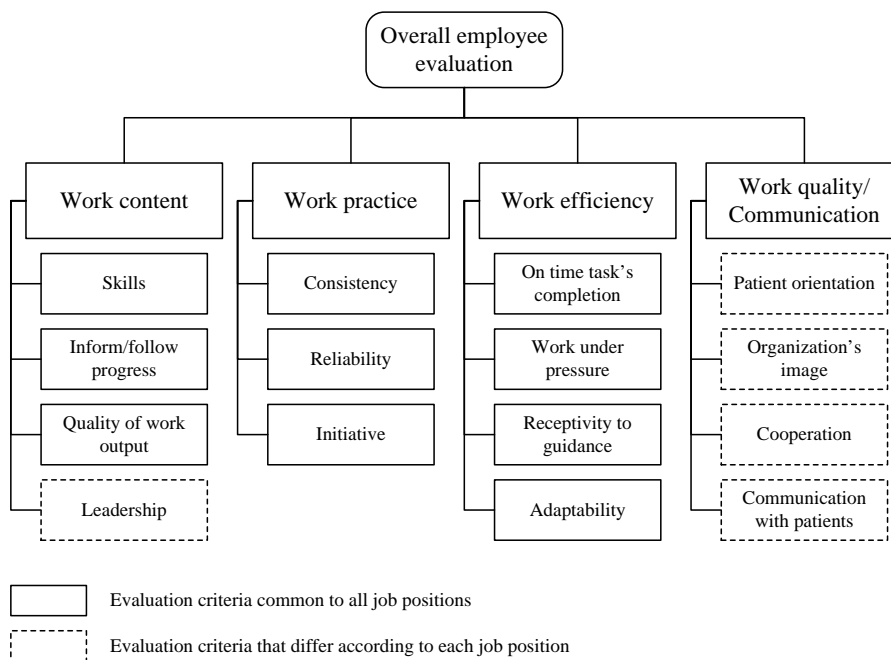 Overall employee
evaluation
Work content
Work practice
Work efficiency
Work quality/
Communication
Skills
Inform/follow
progress
Quality of work
output
Leadership
Consistency
Reliability
Initiative
On time task's
completion
Work under
pressure
Receptivity to
guidance
Adaptability
Patient orientation
Organization's
image
Cooperation
Communication
with patients
Evaluation criteria common to all job positions
Evaluation criteria that differ according to each job position